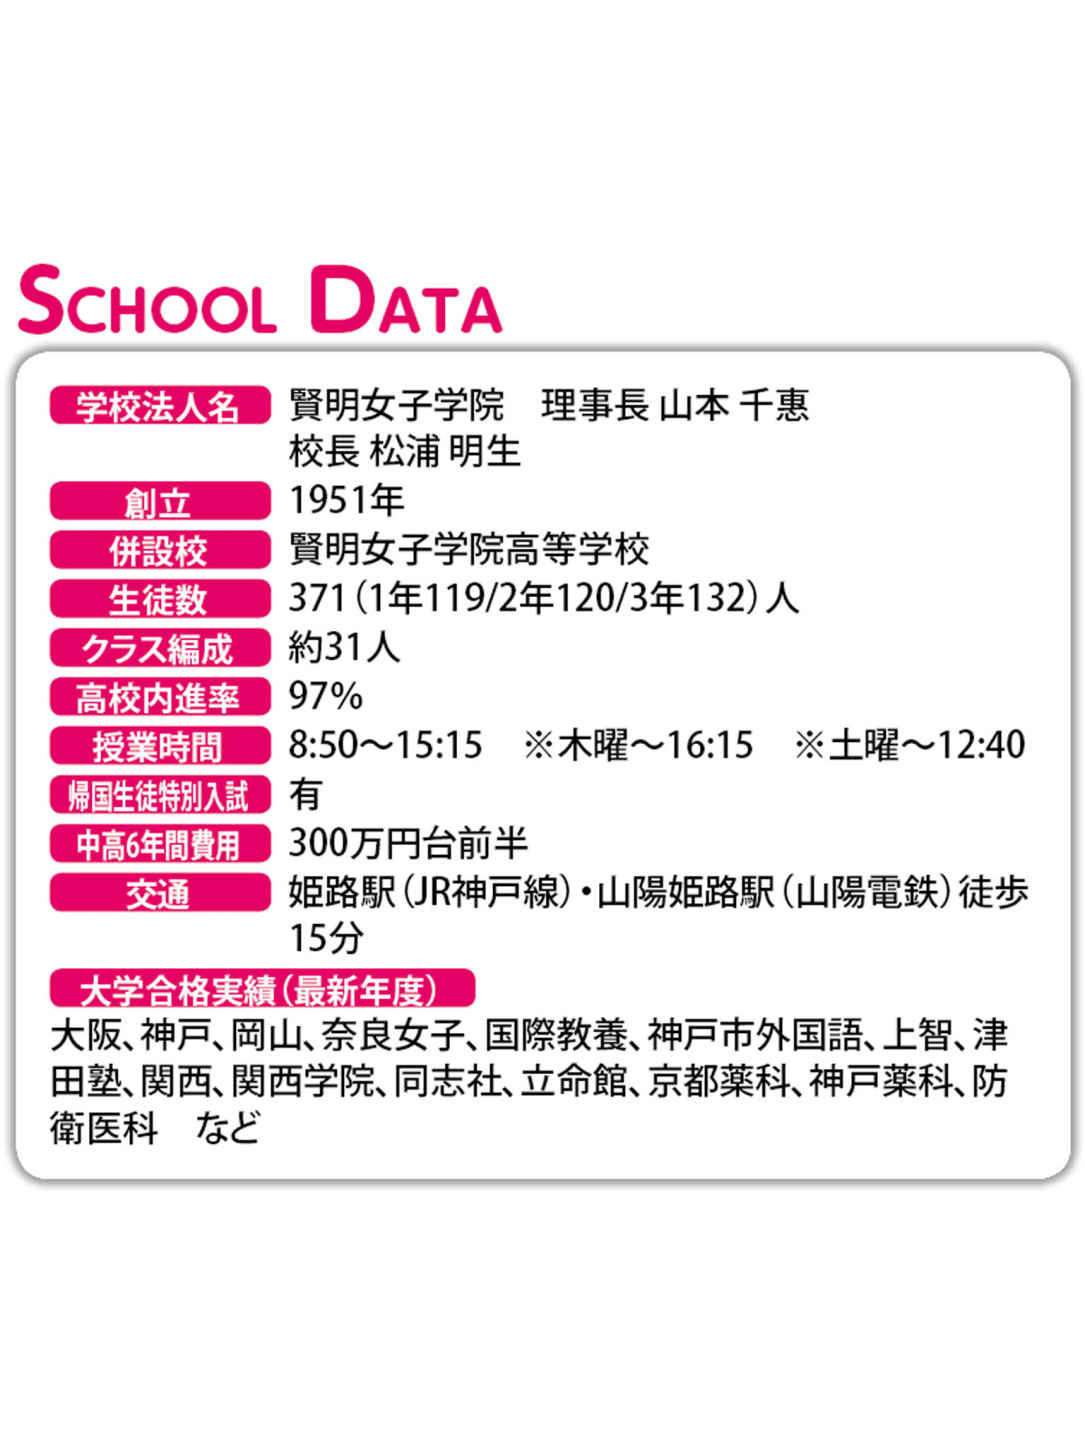 SCHOOL DATA
学校法人名 賢明女子学院　理事長 山本 千惠
校長 松浦 明生
創立 1951年
併設校 賢明女子学院高等学校
生徒数 371（1年119/2年120/3年132）人
クラス編成 約31人
高校内進率 97%
授業時間 8:50～15:15　※木曜～16:15　※土曜～12:40
帰国生徒特別入試 有
中高6年間費用 300万円台前半
交通 姫路駅（JR神戸線）・山陽姫路駅（山陽電鉄）徒歩
15分
大学合格実績（最新年度）
大阪、神戸、岡山、奈良女子、国際教養、神戸市外国語、上智、津
田塾、関西、関西学院、同志社、立命館、京都薬科、神戸薬科、防
衛医科　など